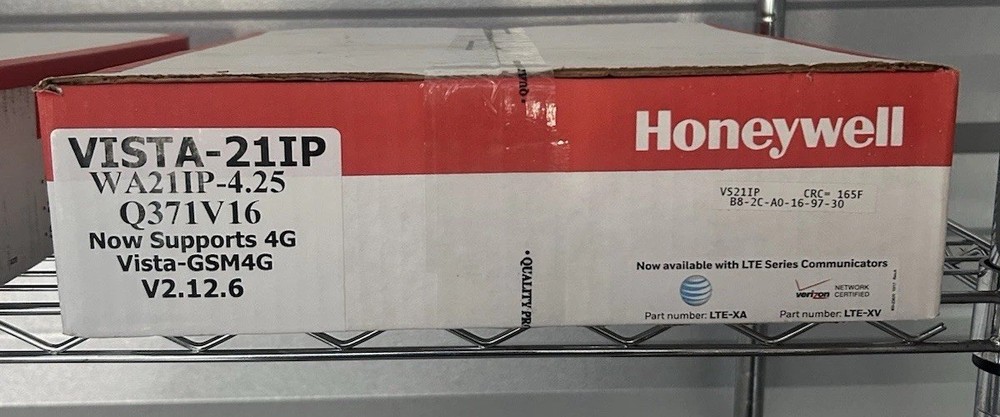 VISTA-21IP
WA21IP-4.25
Q371V16
Now Supports 4G
Vista-GSM4G
V2.12.6
Honeywell
VS21IP CRC= 165F
B8-2C-A0-16-97-30
• QUALITY PR
Now available with LTE Series Communicators
verizon NETWORK
CERTIFIED
Part number: LTE-XA Part number: LTE-XV